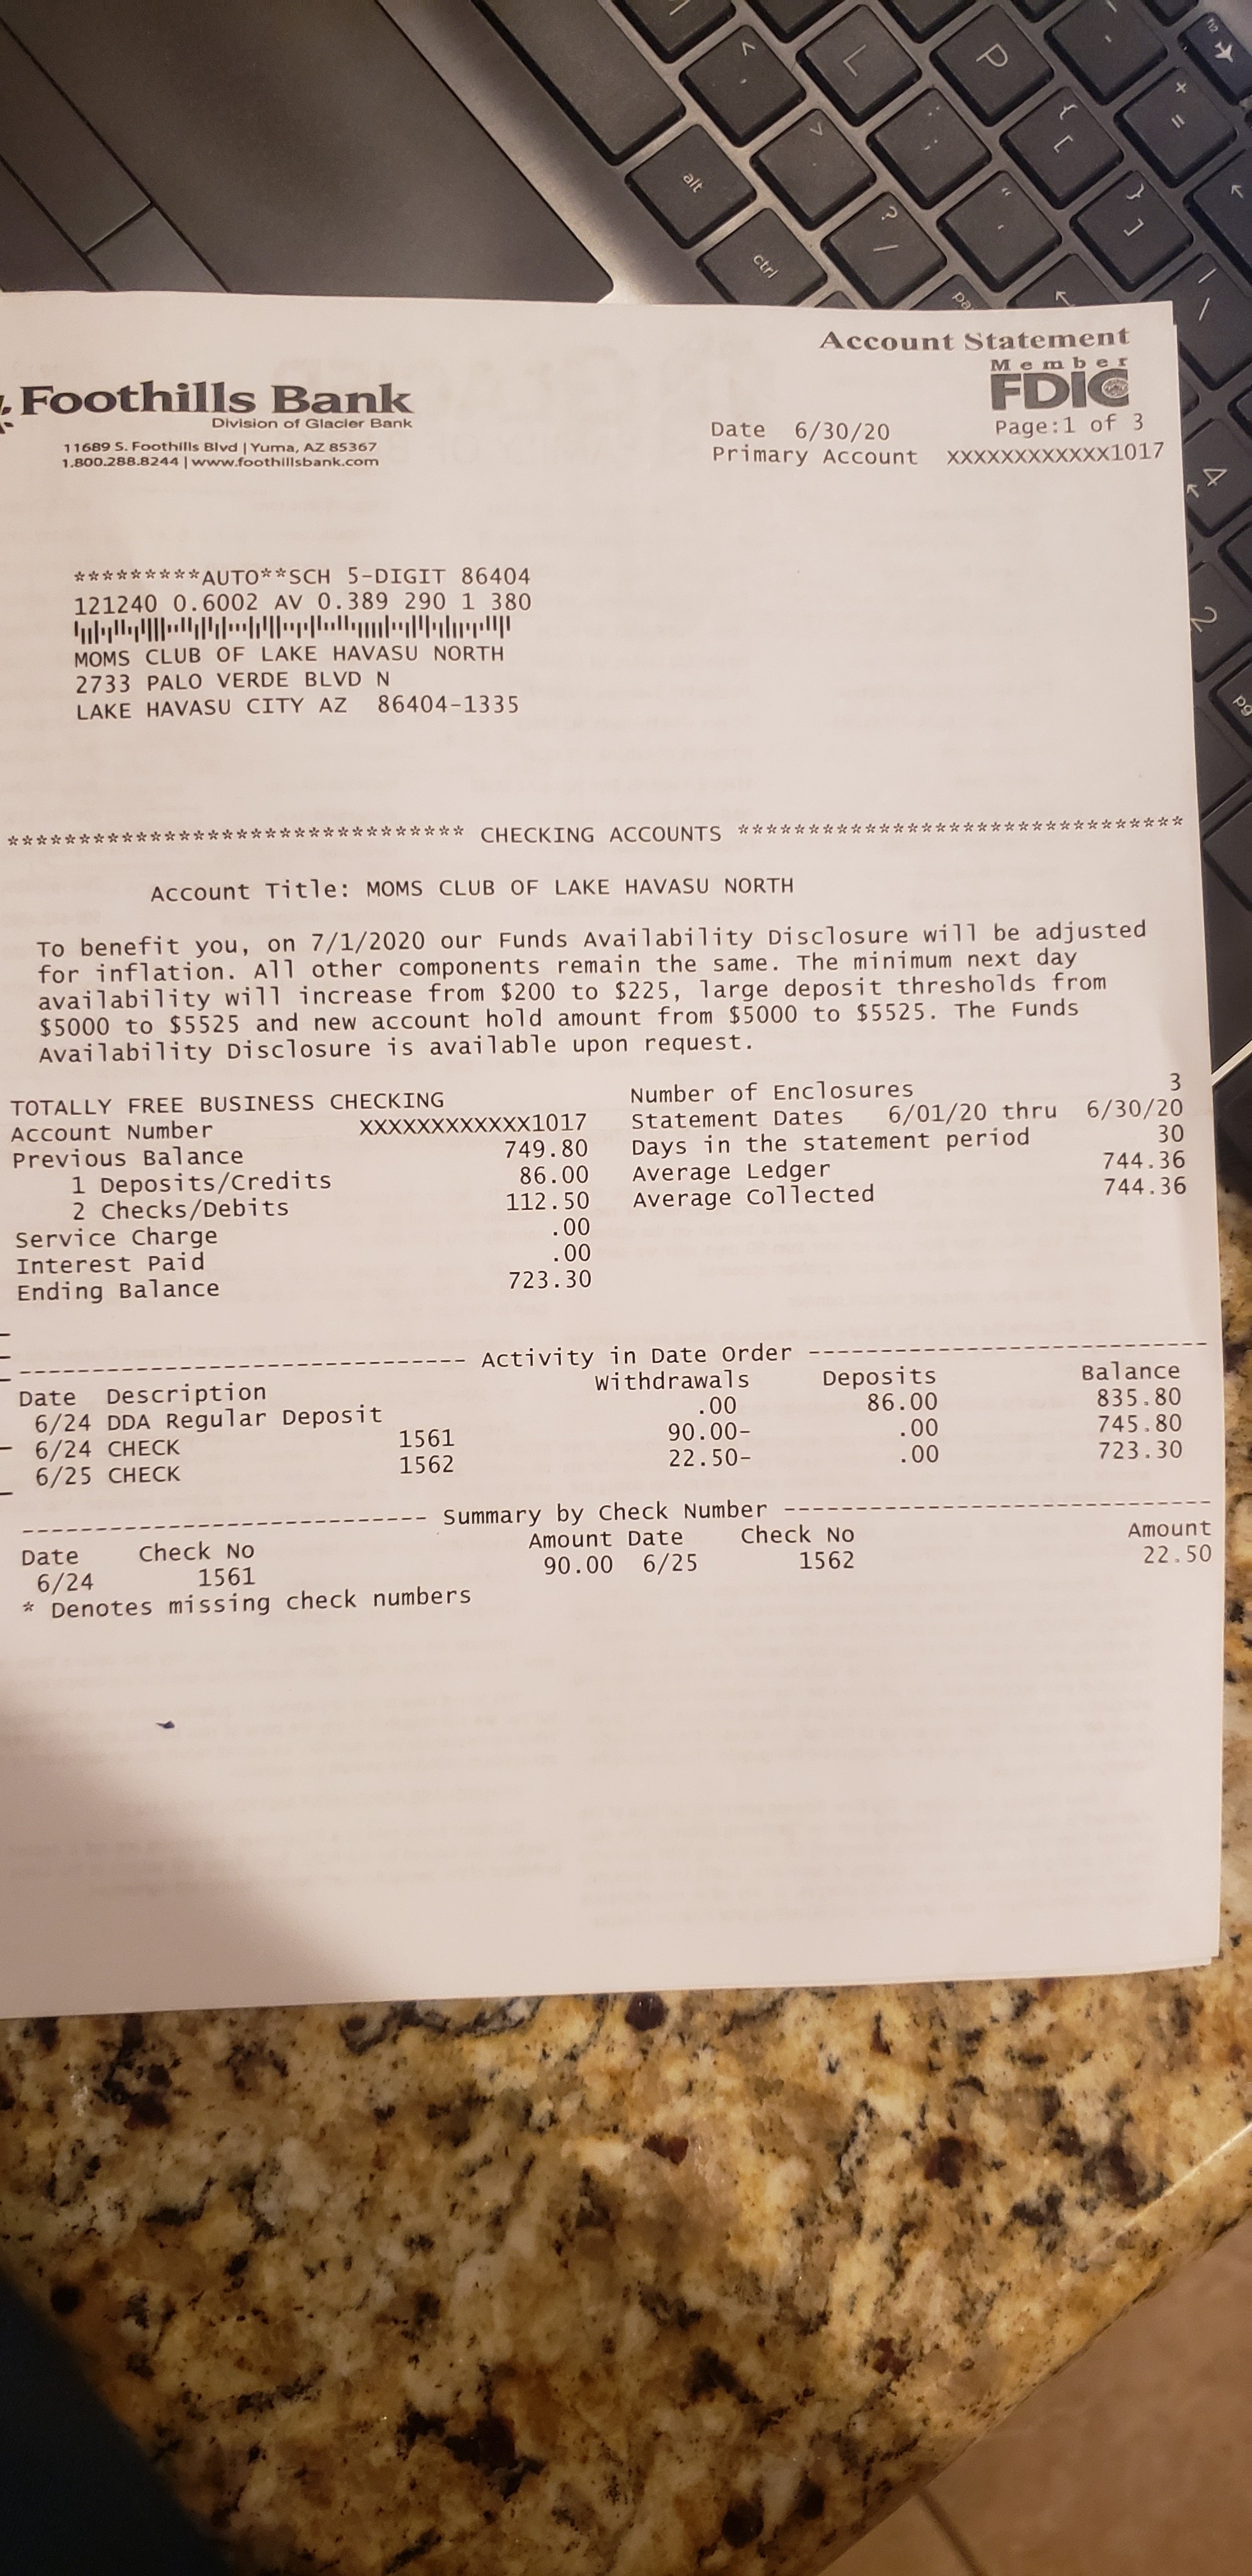 <
,
L
P
-
+
=
alt
>
.
:
;
{
[
ctrl
?
/
"
'
}
]
4
2
pg
Account Statement
Member
FDIC
Foothills Bank
Division of Glacier Bank
11689 S. Foothills Blvd | Yuma, AZ 85367
1.800.288.8244 | www.foothillsbank.com
Date 6/30/20 Page:1 of 3
Primary Account XXXXXXXXXXXX1017
*********AUTO**SCH 5-DIGIT 86404
121240 0.6002 AV 0.389 290 1 380
MOMS CLUB OF LAKE HAVASU NORTH
2733 PALO VERDE BLVD N
LAKE HAVASU CITY AZ 86404-1335
******************************** CHECKING ACCOUNTS *******************************
Account Title: MOMS CLUB OF LAKE HAVASU NORTH
To benefit you, on 7/1/2020 our Funds Availability Disclosure will be adjusted
for inflation. All other components remain the same. The minimum next day
availability will increase from $200 to $225, large deposit thresholds from
$5000 to $5525 and new account hold amount from $5000 to $5525. The Funds
Availability Disclosure is available upon request.
TOTALLY FREE BUSINESS CHECKING Number of Enclosures 3
Account Number XXXXXXXXXXXX1017 Statement Dates 6/01/20 thru 6/30/20
Previous Balance 749.80 Days in the statement period 30
1 Deposits/Credits 86.00 Average Ledger 744.36
2 Checks/Debits 112.50 Average Collected 744.36
Service Charge .00
Interest Paid .00
Ending Balance 723.30
------------------------------- Activity in Date Order ----------------------------
Date Description Withdrawals Deposits Balance
6/24 DDA Regular Deposit .00 86.00 835.80
6/24 CHECK 1561 90.00- .00 745.80
6/25 CHECK 1562 22.50- .00 723.30
---------------------------- Summary by Check Number ------------------------------
Date Check No Amount Date Check No Amount
6/24 1561 90.00 6/25 1562 22.50
* Denotes missing check numbers